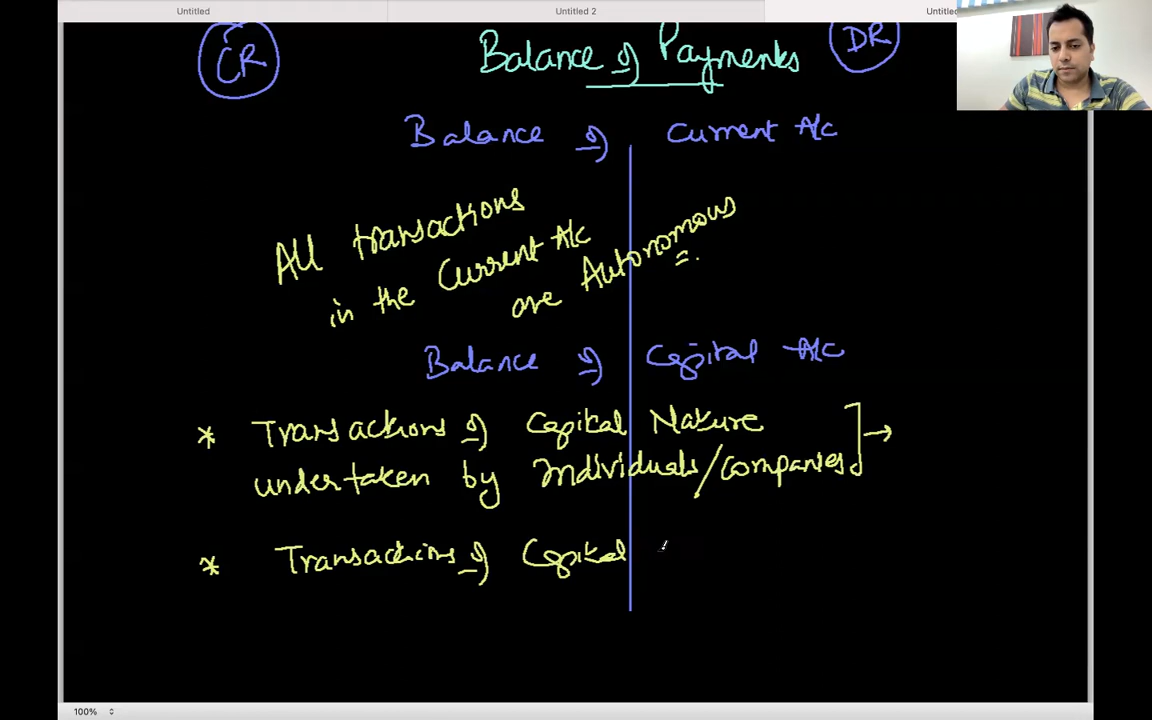 Untitled
Untitled 2
Untitled
CR
Balance of Payments
DR
Balance of Current A/c
All transactions
in the Current A/c
are Autonomous
Balance of Capital A/c
* Transactions of Capital Nature
undertaken by Individuals/Companies
* Transactions of Capital
100%